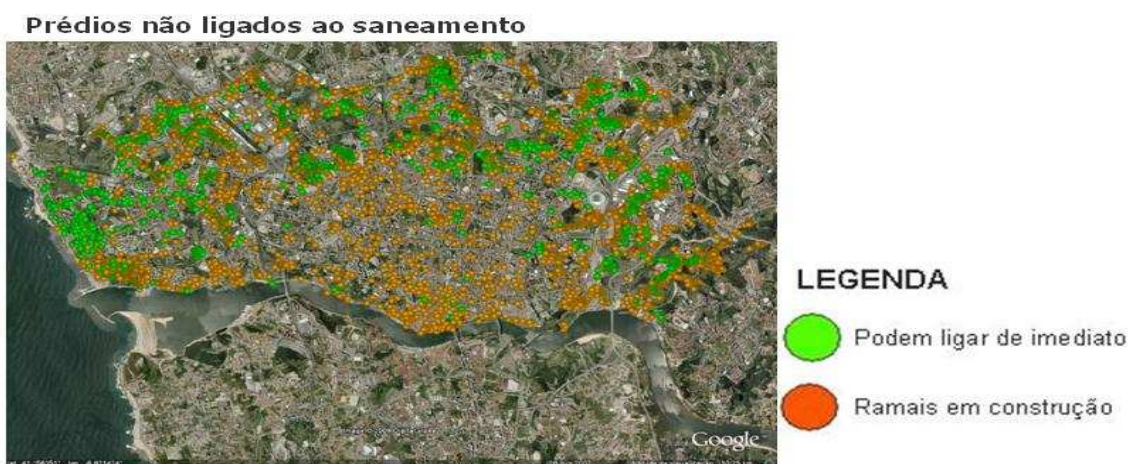 Prédios não ligados ao saneamento
LEGENDA
Podem ligar de imediato
Ramais em construção
Google